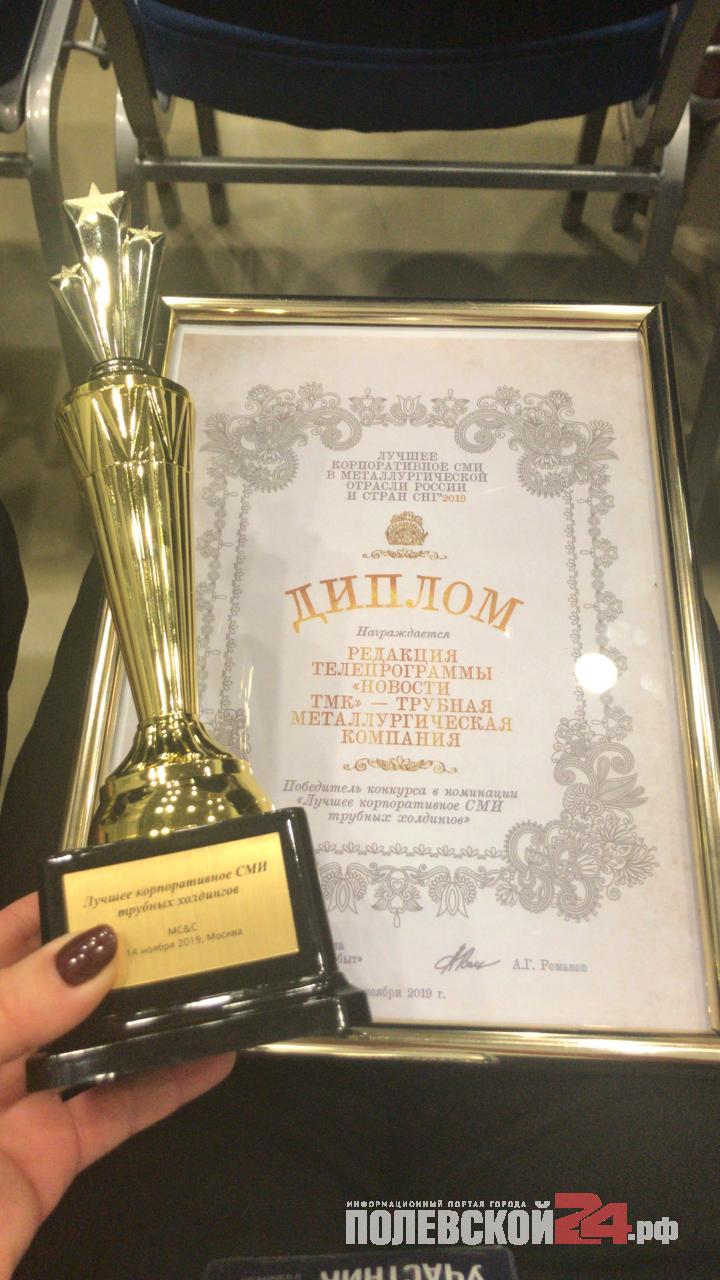 ЛУЧШЕЕ
КОРПОРАТИВНОЕ СМИ
В МЕТАЛЛУРГИЧЕСКОЙ
ОТРАСЛИ РОССИИ
И СТРАН СНГ'2019
ДИПЛОМ
Награждается
РЕДАКЦИЯ
ТЕЛЕПРОГРАММЫ
«НОВОСТИ
ТМК» — ТРУБНАЯ
МЕТАЛЛУРГИЧЕСКАЯ
КОМПАНИЯ
Победитель конкурса в номинации
«Лучшее корпоративное СМИ
трубных холдингов»
А.Г. Романов
ноября 2019 г.
Лучшее корпоративное СМИ
трубных холдингов
MC&C
14 ноября 2019, Москва
ИНФОРМАЦИОННЫЙ ПОРТАЛ ГОРОДА
ПОЛЕВСКОЙ24.рф
УЧАСТНИК